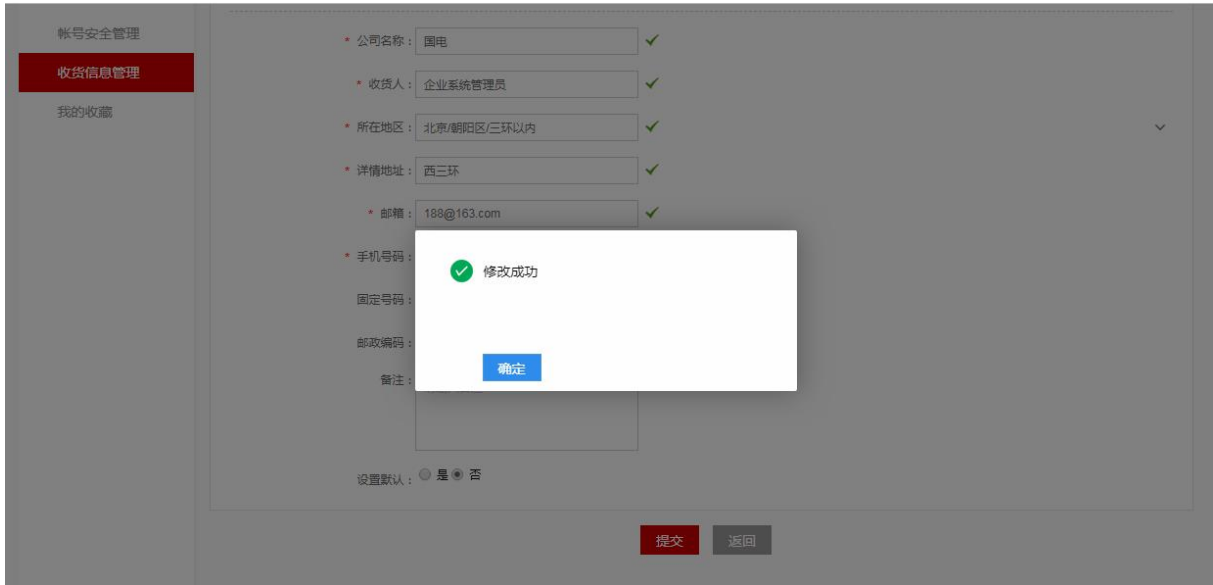 帐号安全管理
收货信息管理
我的收藏
* 公司名称： 国电
* 收货人： 企业系统管理员
* 所在地区： 北京/朝阳区/三环以内
* 详情地址： 西三环
* 邮箱： 188@163.com
* 手机号码：
固定号码：
邮政编码：
备注：
修改成功
确定
设置默认： 是 否
提交 返回